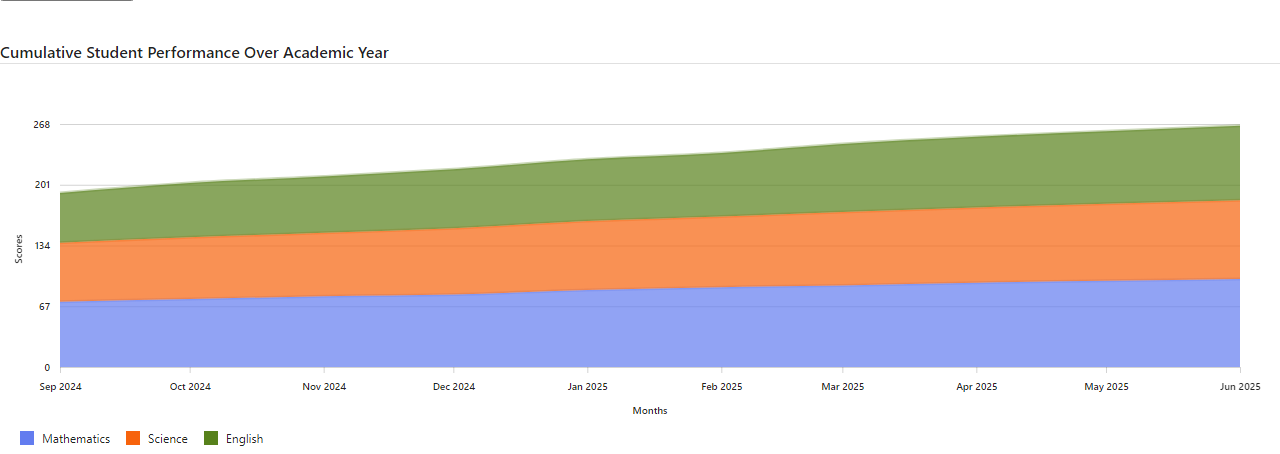 Cumulative Student Performance Over Academic Year
268
201
134
67
0
Scores
Sep 2024 Oct 2024 Nov 2024 Dec 2024 Jan 2025 Feb 2025 Mar 2025 Apr 2025 May 2025 Jun 2025
Months
Mathematics Science English